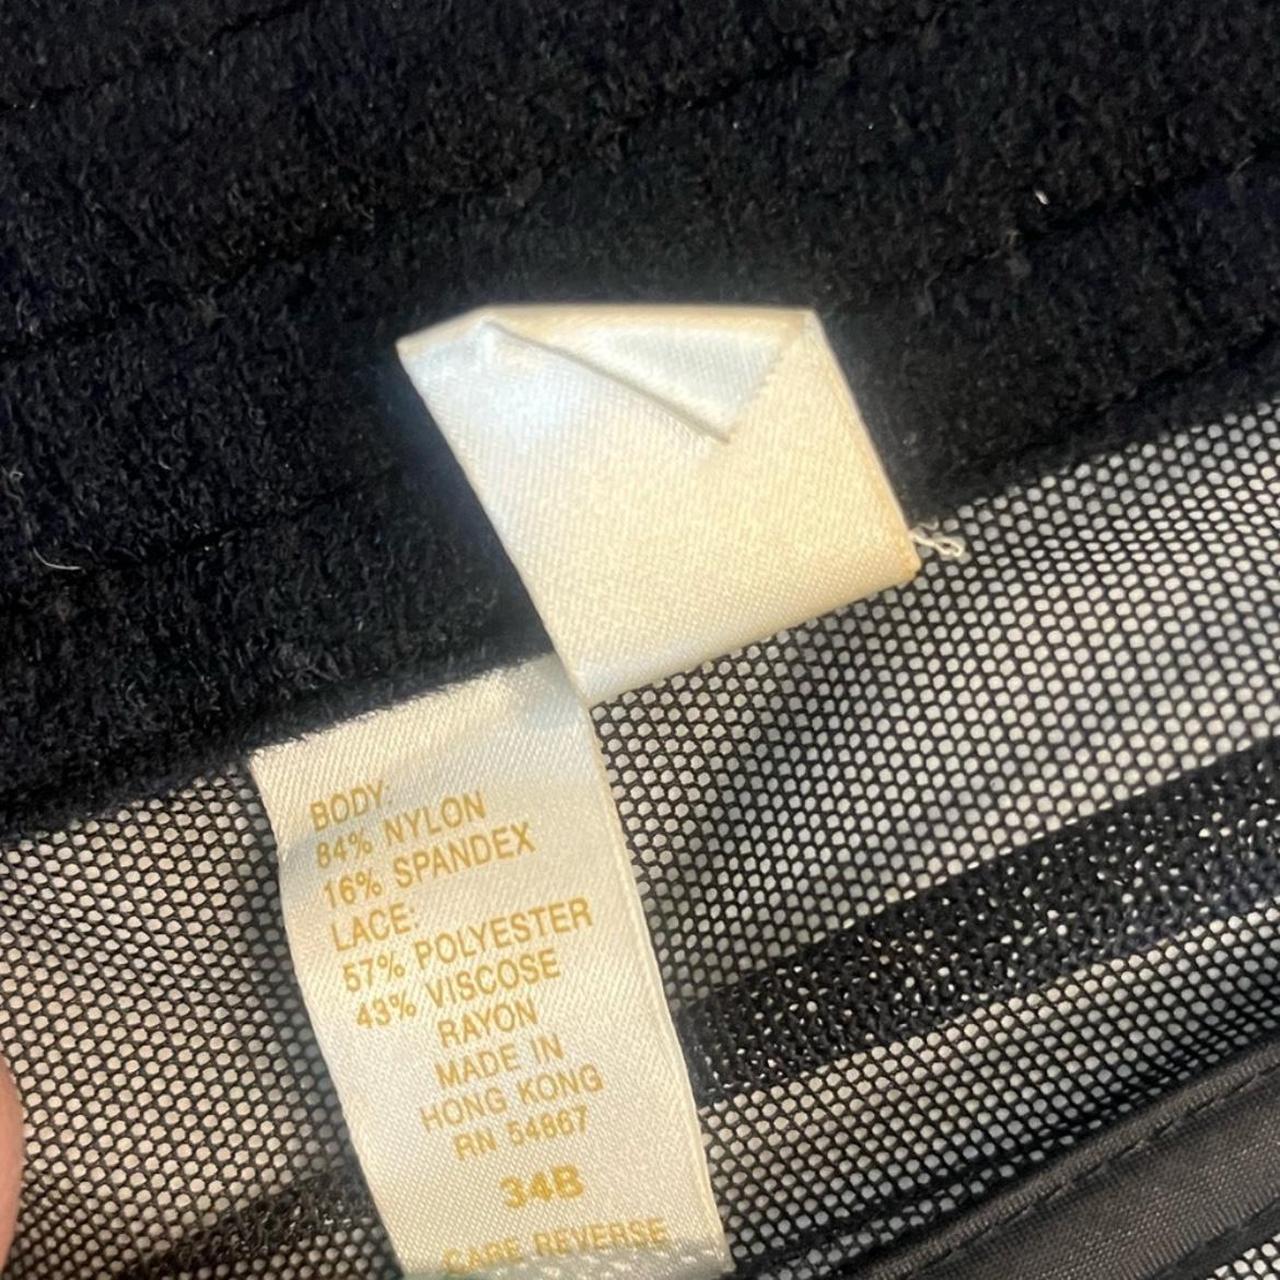 BODY:
84% NYLON
16% SPANDEX
LACE:
57% POLYESTER
43% VISCOSE
RAYON
MADE IN
HONG KONG
RN 54867
34B
CARE REVERSE